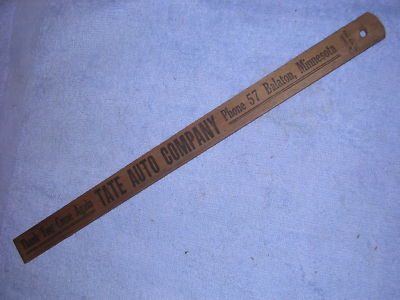 Thank You Come Again TATE AUTO COMPANY Phone 57 Balaton, Minnesota